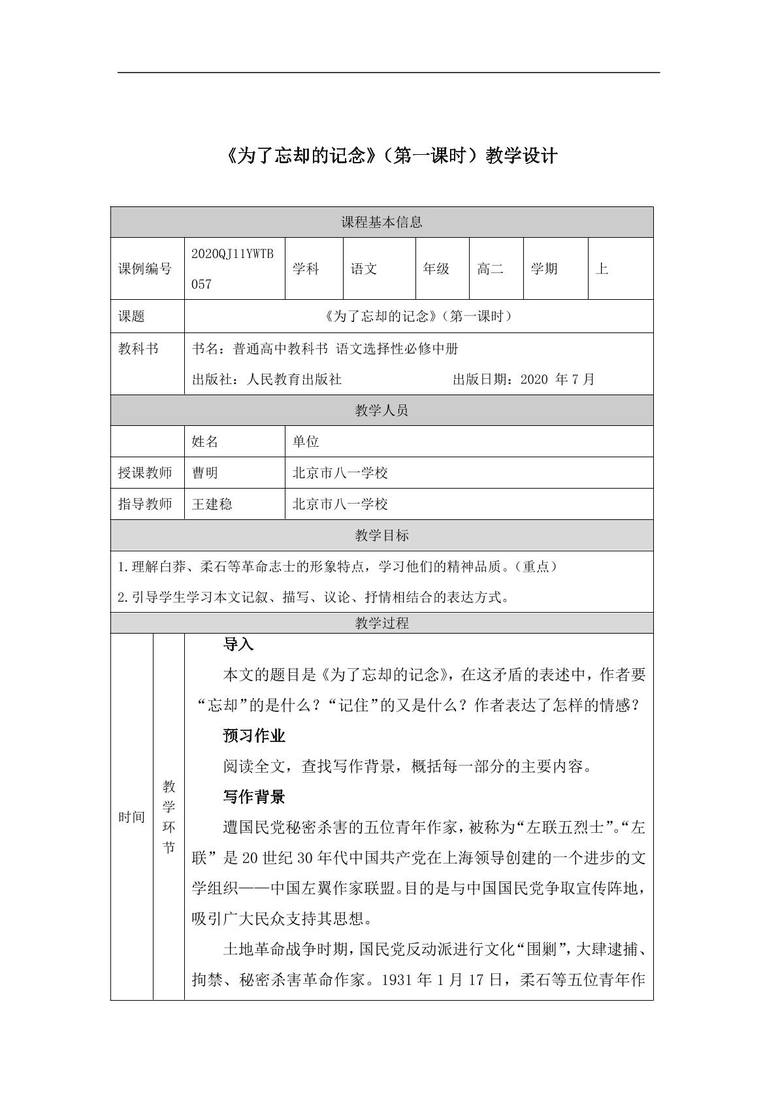 《为了忘却的记念》（第一课时）教学设计
课程基本信息
课例编号 2020QJ11YWTB057 学科 语文 年级 高二 学期 上
课题 《为了忘却的记念》（第一课时）
教科书 书名：普通高中教科书 语文选择性必修中册
出版社：人民教育出版社 出版日期：2020 年 7 月
教学人员
姓名 单位
授课教师 曹明 北京市八一学校
指导教师 王建稳 北京市八一学校
教学目标
1.理解白莽、柔石等革命志士的形象特点，学习他们的精神品质。（重点）
2.引导学生学习本文记叙、描写、议论、抒情相结合的表达方式。
教学过程
时间 教学环节
导入
本文的题目是《为了忘却的记念》，在这矛盾的表述中，作者要
“忘却”的是什么？“记住”的又是什么？作者表达了怎样的情感？
预习作业
阅读全文，查找写作背景，概括每一部分的主要内容。
写作背景
遭国民党秘密杀害的五位青年作家，被称为“左联五烈士”。“左
联”是 20 世纪 30 年代中国共产党在上海领导创建的一个进步的文
学组织——中国左翼作家联盟。目的是与中国国民党争取宣传阵地，
吸引广大民众支持其思想。
土地革命战争时期，国民党反动派进行文化“围剿”，大肆逮捕、
拘禁、秘密杀害革命作家。1931 年 1 月 17 日，柔石等五位青年作